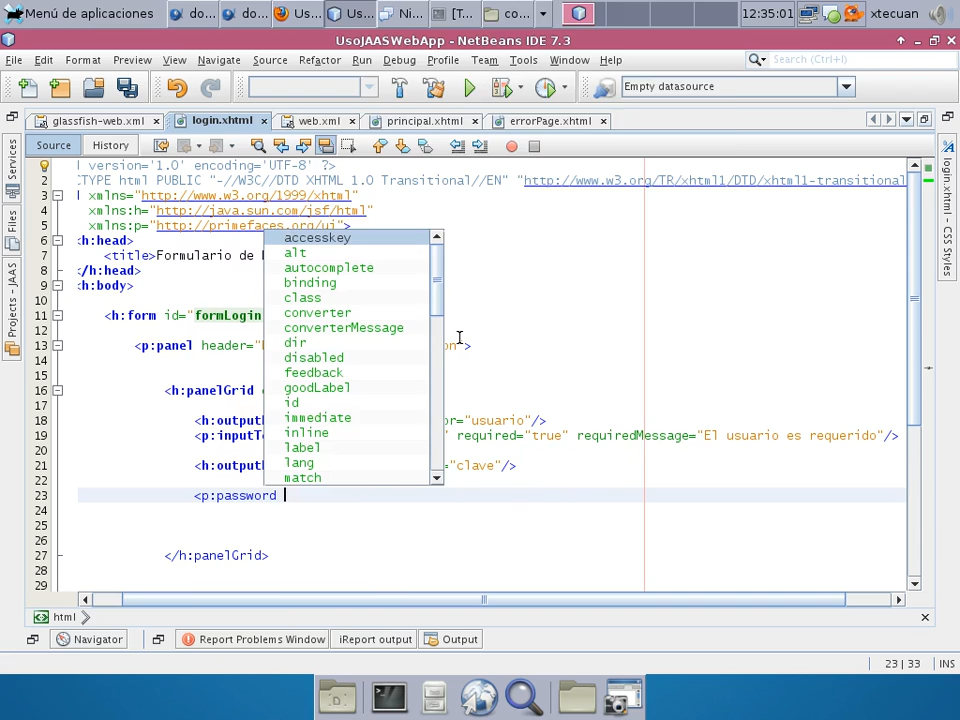 Menú de aplicaciones do... do... Us... Us... Ni... [T... co... 12:35:01 xtecuan
UsoJAASWebApp - NetBeans IDE 7.3
File Edit Format Preview View Navigate Source Refactor Run Debug Profile Team Tools Window Help Search (Ctrl+I)
Empty datasource
glassfish-web.xml login.xhtml web.xml principal.xhtml errorPage.xhtml
Source History
1 version='1.0' encoding='UTF-8' ?>
2 CTYPE html PUBLIC "-//W3C//DTD XHTML 1.0 Transitional//EN" "http://www.w3.org/TR/xhtml1/DTD/xhtml1-transitional
3 xmlns="http://www.w3.org/1999/xhtml"
4 xmlns:h="http://java.sun.com/jsf/html"
5 xmlns:p="http://primefaces.org/ui">
6 <h:head>
7 <title>Formulario de
8 </h:head>
9 <h:body>
10
11 <h:form id="formLogin
12
13 <p:panel header=" on">
14
15
16 <h:panelGrid
17
18 <h:output or="usuario"/>
19 <p:inputTe " required="true" requiredMessage="El usuario es requerido"/>
20
21 <h:output ="clave"/>
22
23 <p:password
24
25
26
27 </h:panelGrid>
28
29
accesskey
alt
autocomplete
binding
class
converter
converterMessage
dir
disabled
feedback
goodLabel
id
immediate
inline
label
lang
match
Services
Files
Projects - JAAS
login.xhtml - CSS Styles
html
Navigator Report Problems Window iReport output Output
23 | 33 INS